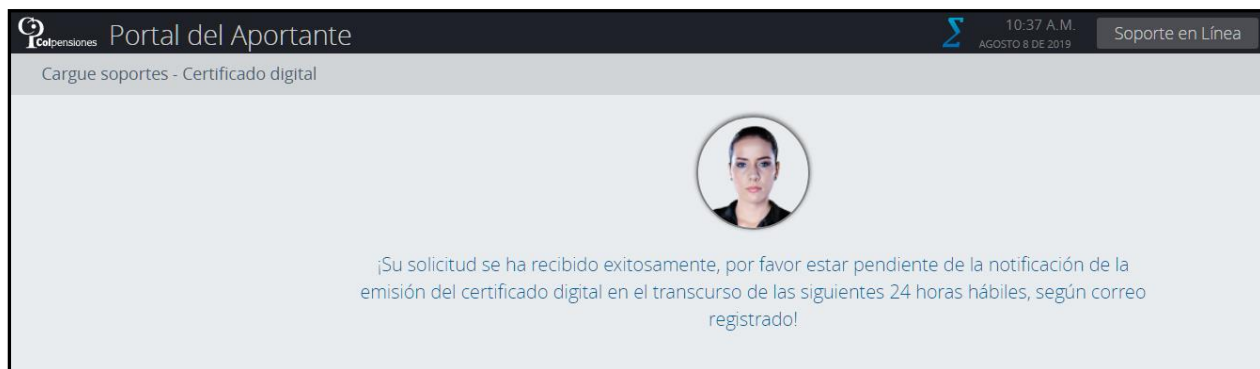 Colpensiones Portal del Aportante
10:37 A.M.
AGOSTO 8 DE 2019
Soporte en Línea
Cargue soportes - Certificado digital
¡Su solicitud se ha recibido exitosamente, por favor estar pendiente de la notificación de la
emisión del certificado digital en el transcurso de las siguientes 24 horas hábiles, según correo
registrado!